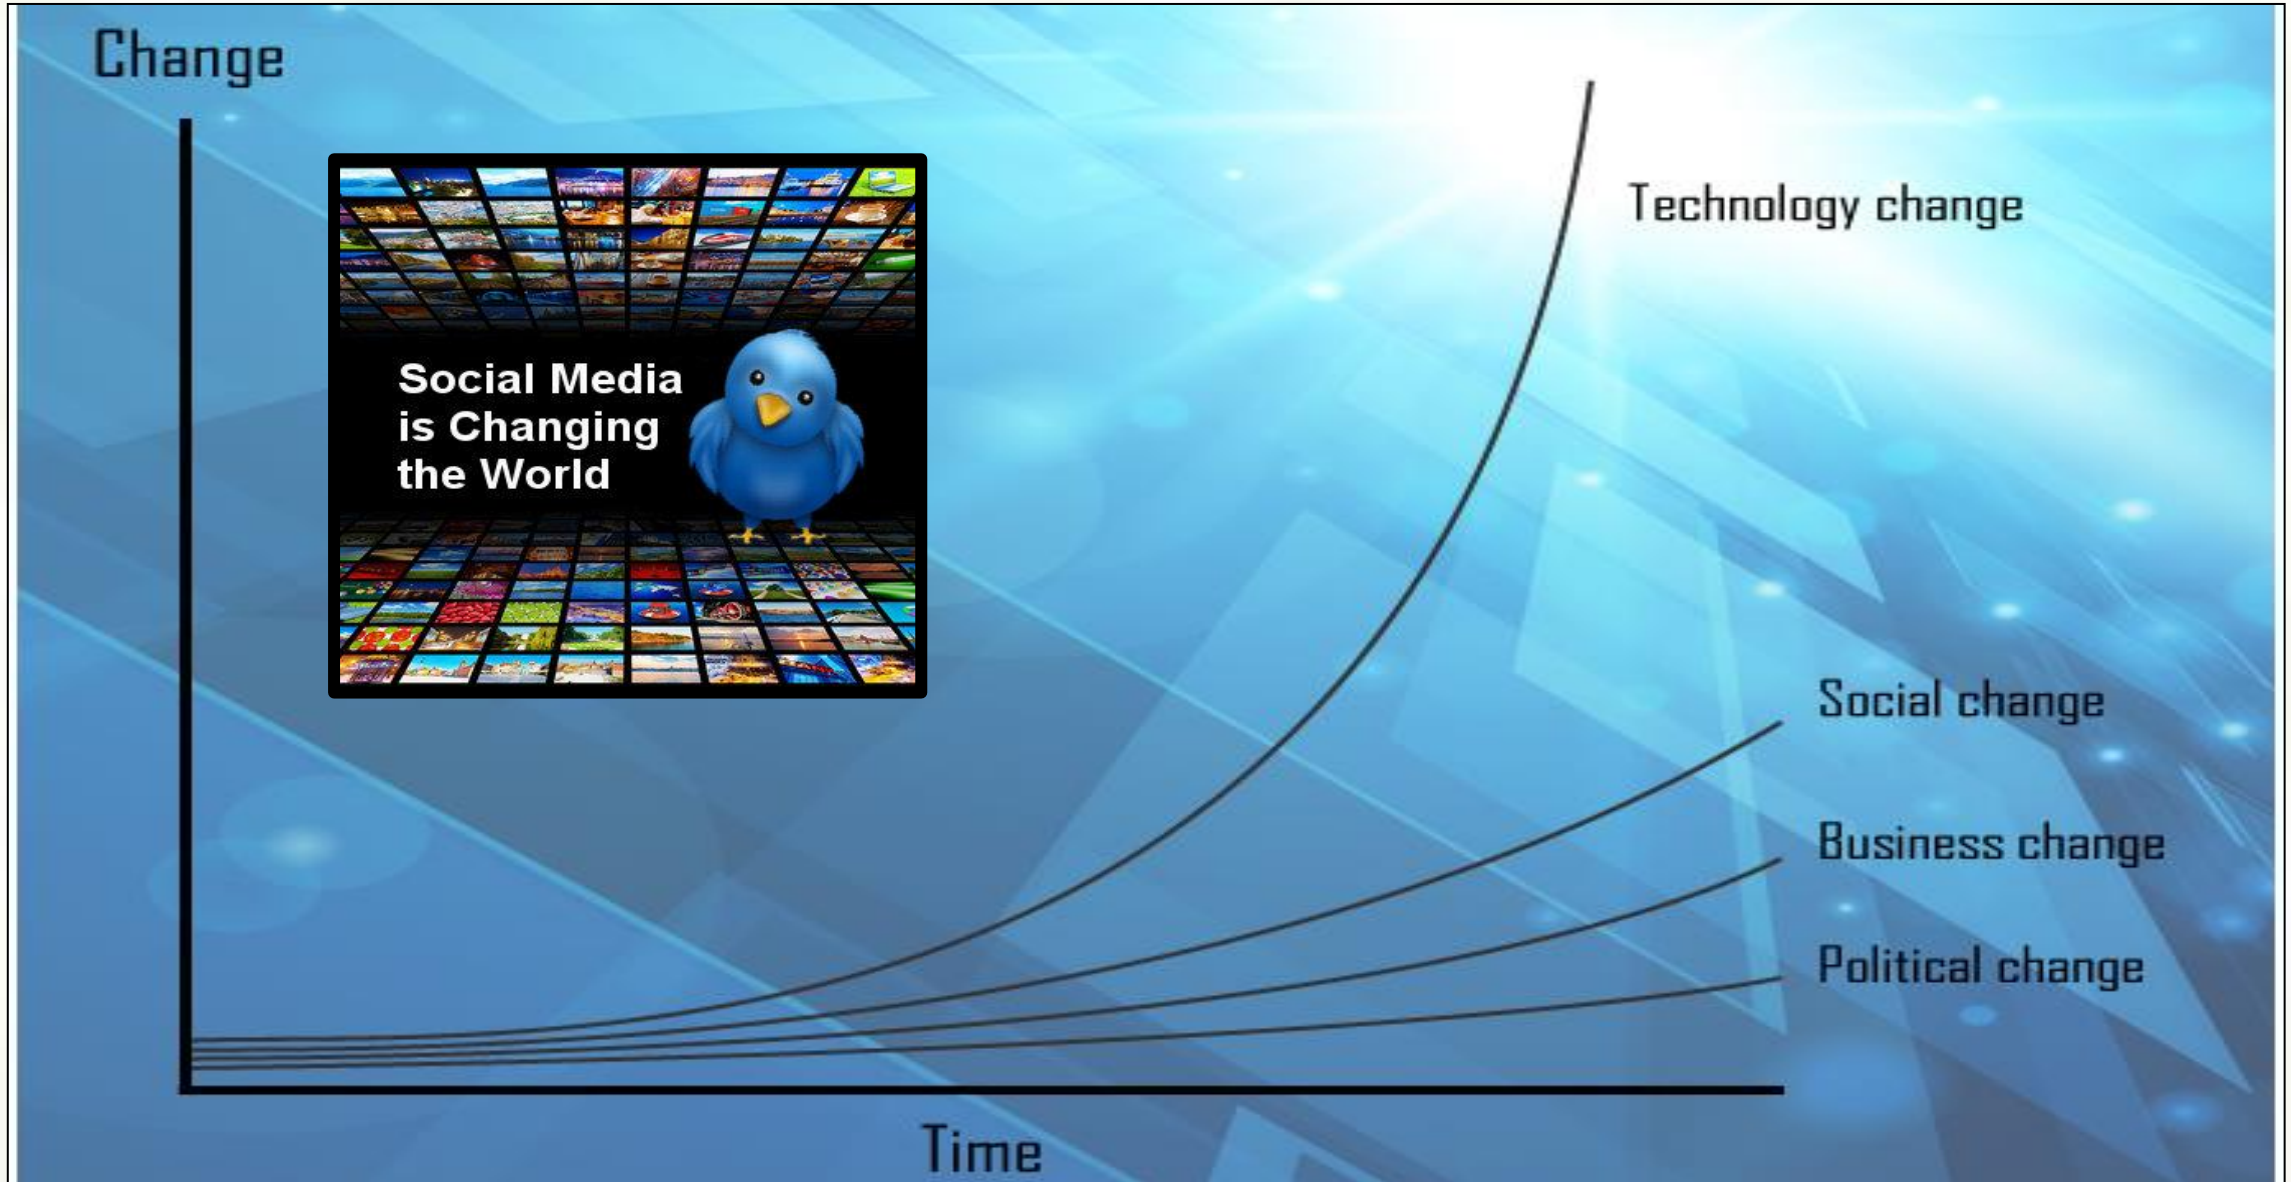 Change
Technology change
Social Media
is Changing
the World
Social change
Business change
Political change
Time